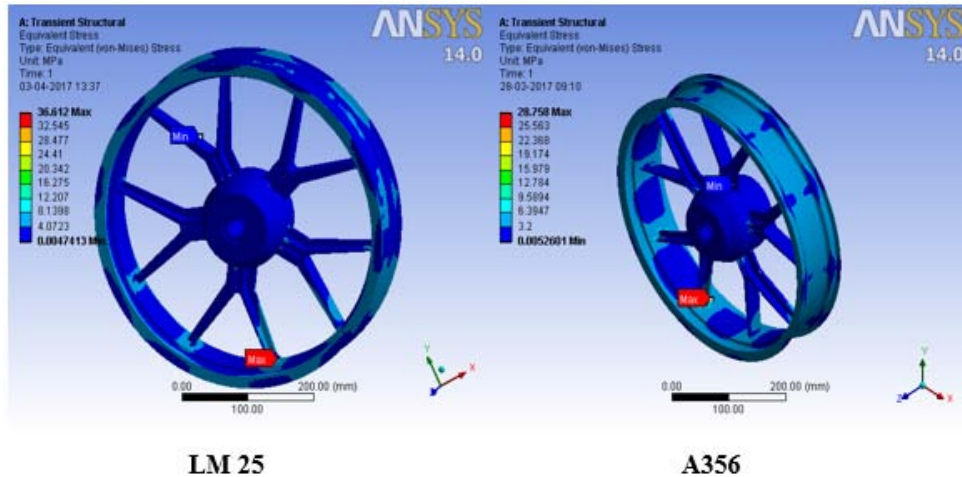 A: Transient Structural
Equivalent Stress
Type: Equivalent (von-Mises) Stress
Unit: MPa
Time: 1
03-04-2017 13:37
ANSYS
14.0
36.612 Max
32.545
28.477
24.41
20.342
16.275
12.207
8.1398
4.0723
0.0047413 Min
Min
Max
0.00
200.00 (mm)
100.00
Y
X
Z
LM 25
A: Transient Structural
Equivalent Stress
Type: Equivalent (von-Mises) Stress
Unit: MPa
Time: 1
28-03-2017 09:10
ANSYS
14.0
28.758 Max
25.563
22.368
19.174
15.979
12.784
9.5894
6.3947
3.2
0.0052601 Min
Min
Max
0.00
200.00 (mm)
100.00
Y
Z
X
A356